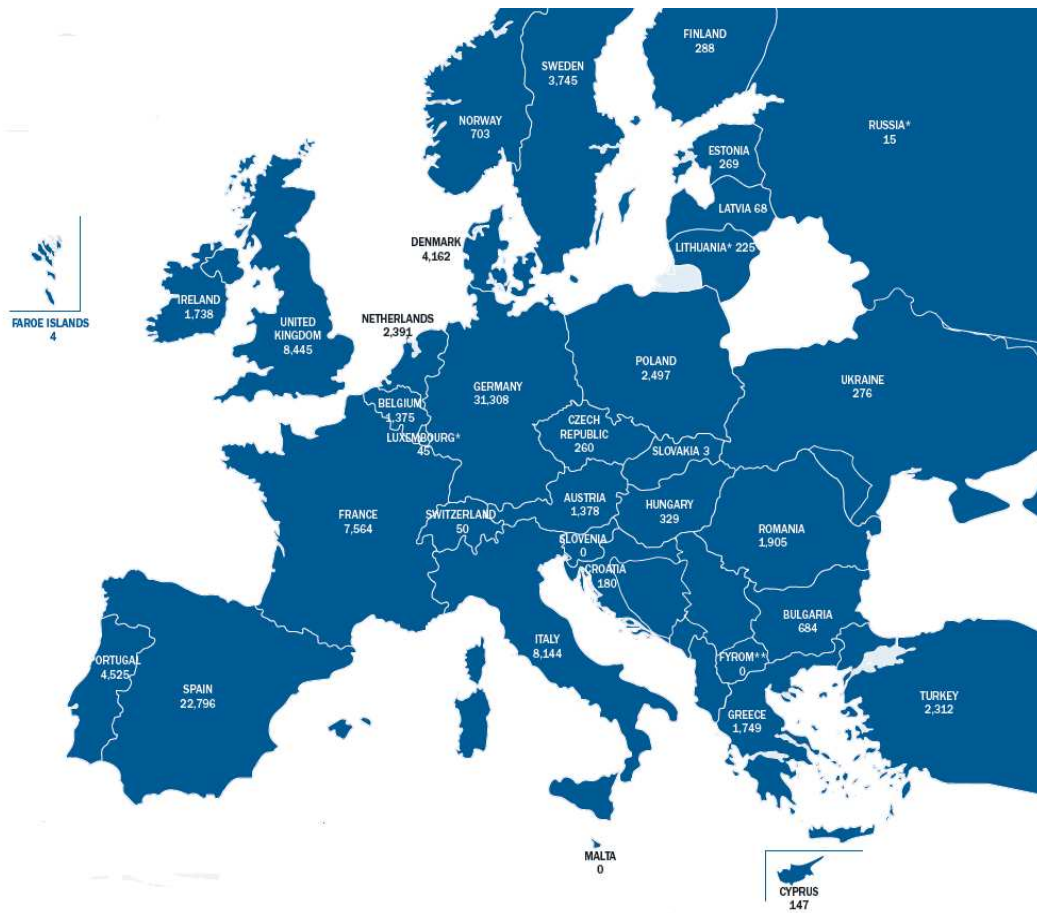 FINLAND
288
SWEDEN
3,745
NORWAY
703
RUSSIA*
15
ESTONIA
269
LATVIA 68
LITHUANIA* 225
DENMARK
4,162
FAROE ISLANDS
4
IRELAND
1,738
UNITED
KINGDOM
8,445
NETHERLANDS
2,391
POLAND
2,497
GERMANY
31,308
UKRAINE
276
BELGIUM
1,375
LUXEMBOURG*
45
CZECH
REPUBLIC
260
SLOVAKIA 3
FRANCE
7,564
SWITZERLAND
50
AUSTRIA
1,378
HUNGARY
329
ROMANIA
1,905
SLOVENIA
0
CROATIA
180
BULGARIA
684
ITALY
8,144
FYROM**
0
PORTUGAL
4,525
SPAIN
22,796
GREECE
1,749
TURKEY
2,312
MALTA
0
CYPRUS
147